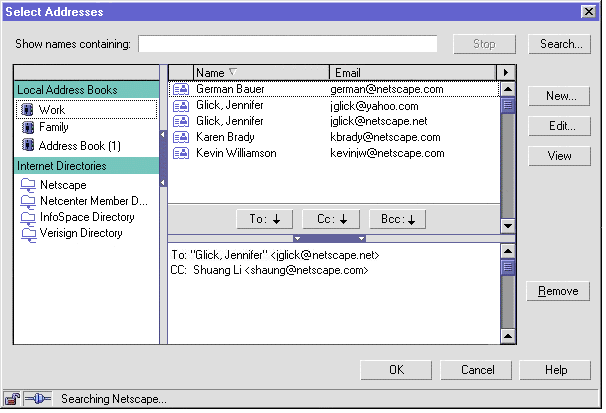 Select Addresses
Show names containing: Stop Search...
Name Email
Local Address Books
Work
Family
Address Book (1)
Internet Directories
Netscape
Netcenter Member D...
InfoSpace Directory
Verisign Directory
German Bauer german@netscape.com
Glick, Jennifer jglick@yahoo.com
Glick, Jennifer jglick@netscape.net
Karen Brady kbrady@netscape.com
Kevin Williamson kevinjw@netscape.com
To: Cc: Bcc:
To: "Glick, Jennifer" <jglick@netscape.net>
CC: Shuang Li <shaung@netscape.com>
New...
Edit...
View
Remove
OK Cancel Help
Searching Netscape...